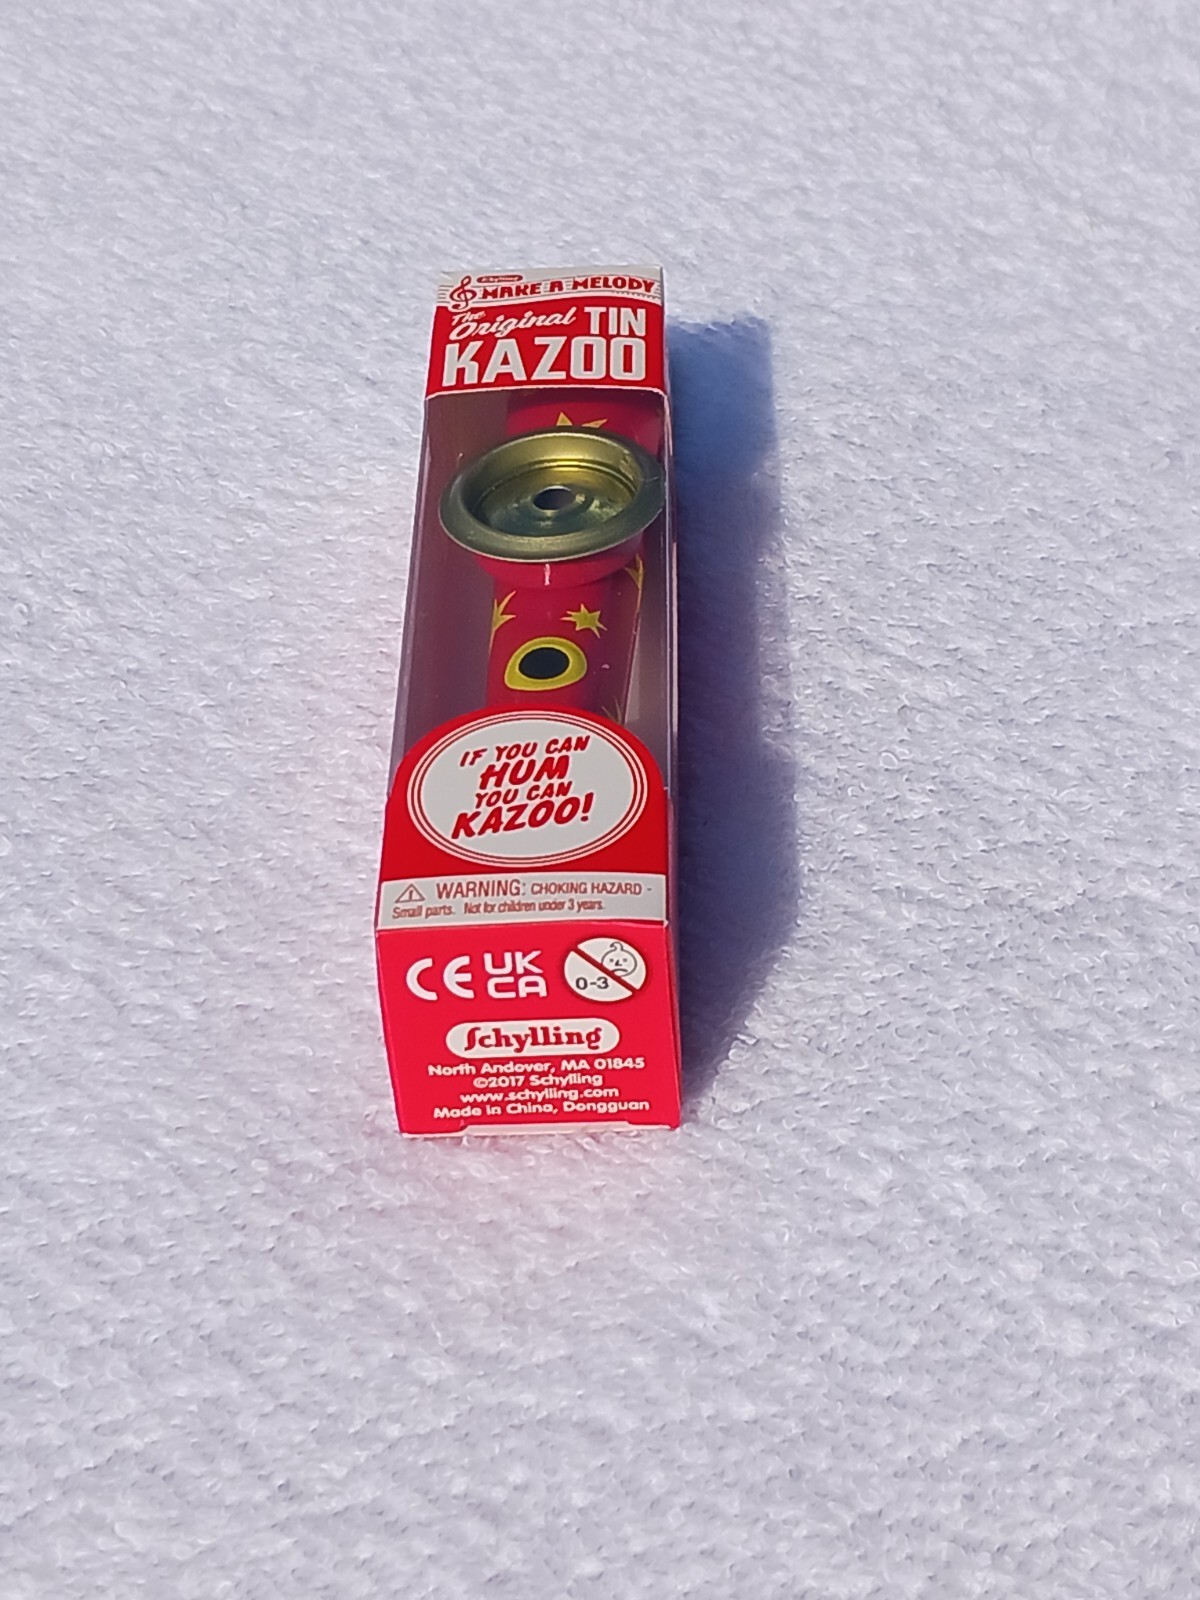 Schylling
MAKE A MELODY
The Original TIN
KAZOO
IF YOU CAN
HUM
YOU CAN
KAZOO!
WARNING: CHOKING HAZARD -
Small parts. Not for children under 3 years.
CE UK
CA
0-3
Schylling
North Andover, MA 01845
©2017 Schylling
www.schylling.com
Made in China, Dongguan